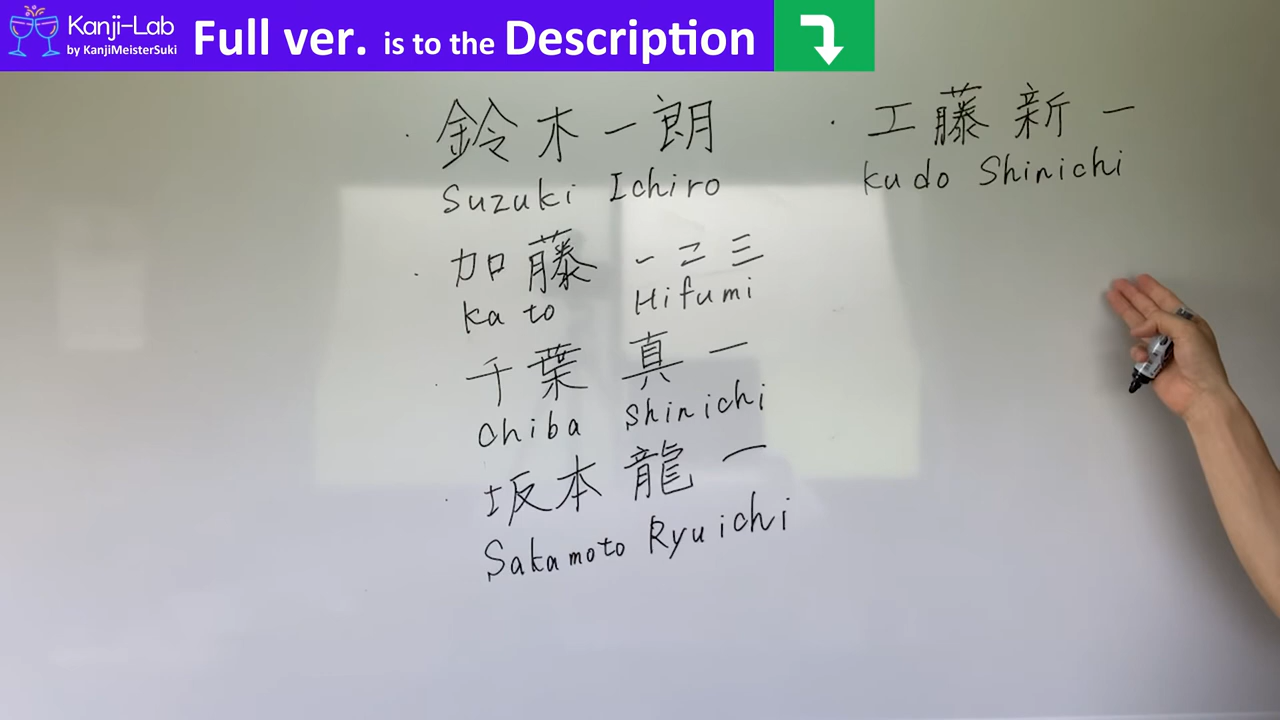 Kanji-Lab
by KanjiMeisterSuki
Full ver. is to the Description
鈴木一朗
Suzuki Ichiro
加藤 一二三
Kato Hifumi
千葉 真一
Chiba Shinichi
坂本龍一
Sakamoto Ryuichi
工藤新一
Kudo Shinichi